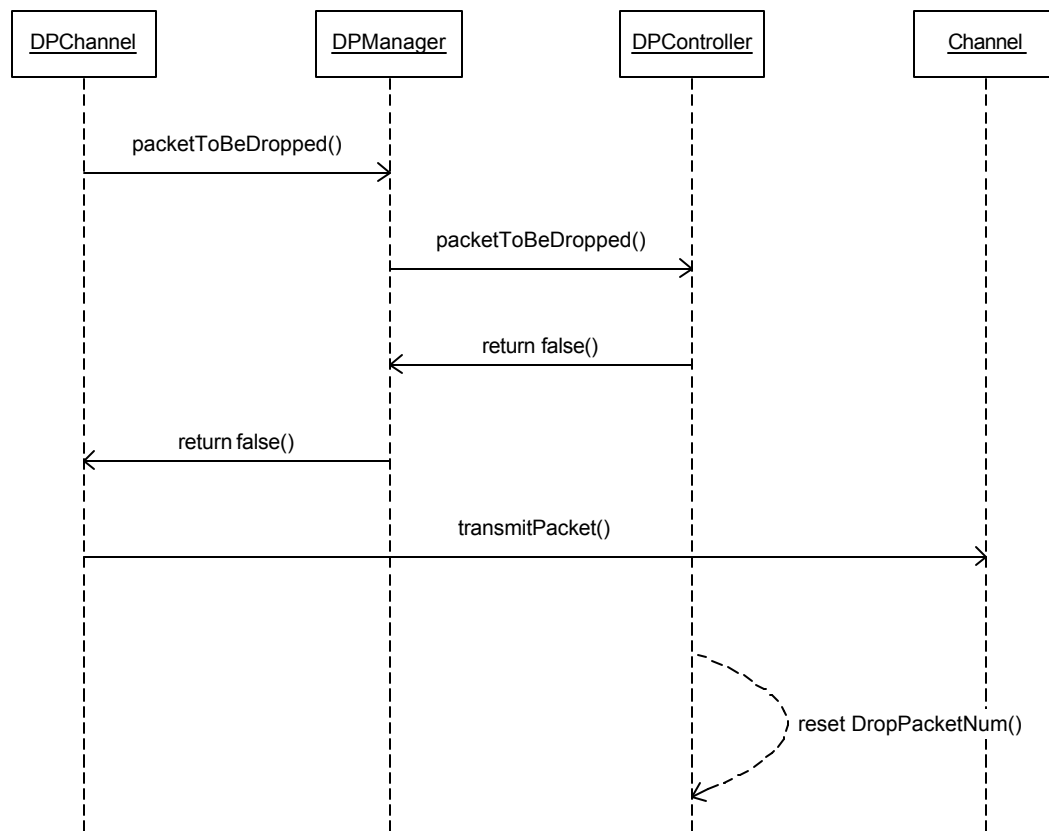 DPChannel
DPManager
DPController
Channel
packetToBeDropped()
packetToBeDropped()
return false()
return false()
transmitPacket()
reset DropPacketNum()